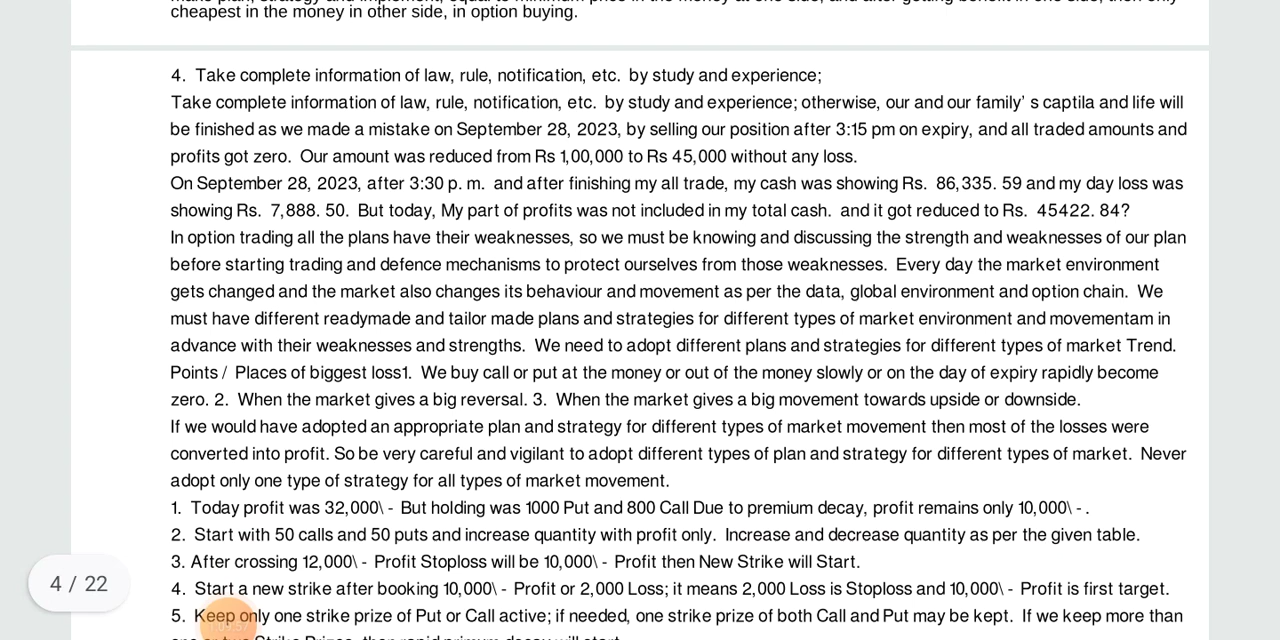 cheapest in the money in other side, in option buying.
4. Take complete information of law, rule, notification, etc. by study and experience;
Take complete information of law, rule, notification, etc. by study and experience; otherwise, our and our family' s captila and life will
be finished as we made a mistake on September 28, 2023, by selling our position after 3:15 pm on expiry, and all traded amounts and
profits got zero. Our amount was reduced from Rs 1,00,000 to Rs 45,000 without any loss.
On September 28, 2023, after 3:30 p. m. and after finishing my all trade, my cash was showing Rs. 86,335. 59 and my day loss was
showing Rs. 7,888. 50. But today, My part of profits was not included in my total cash. and it got reduced to Rs. 45422. 84?
In option trading all the plans have their weaknesses, so we must be knowing and discussing the strength and weaknesses of our plan
before starting trading and defence mechanisms to protect ourselves from those weaknesses. Every day the market environment
gets changed and the market also changes its behaviour and movement as per the data, global environment and option chain. We
must have different readymade and tailor made plans and strategies for different types of market environment and movementam in
advance with their weaknesses and strengths. We need to adopt different plans and strategies for different types of market Trend.
Points / Places of biggest loss1. We buy call or put at the money or out of the money slowly or on the day of expiry rapidly become
zero. 2. When the market gives a big reversal. 3. When the market gives a big movement towards upside or downside.
If we would have adopted an appropriate plan and strategy for different types of market movement then most of the losses were
converted into profit. So be very careful and vigilant to adopt different types of plan and strategy for different types of market. Never
adopt only one type of strategy for all types of market movement.
1. Today profit was 32,000\ - But holding was 1000 Put and 800 Call Due to premium decay, profit remains only 10,000\ - .
2. Start with 50 calls and 50 puts and increase quantity with profit only. Increase and decrease quantity as per the given table.
3. After crossing 12,000\ - Profit Stoploss will be 10,000\ - Profit then New Strike will Start.
4. Start a new strike after booking 10,000\ - Profit or 2,000 Loss; it means 2,000 Loss is Stoploss and 10,000\ - Profit is first target.
4 / 22
5. Keep only one strike prize of Put or Call active; if needed, one strike prize of both Call and Put may be kept. If we keep more than